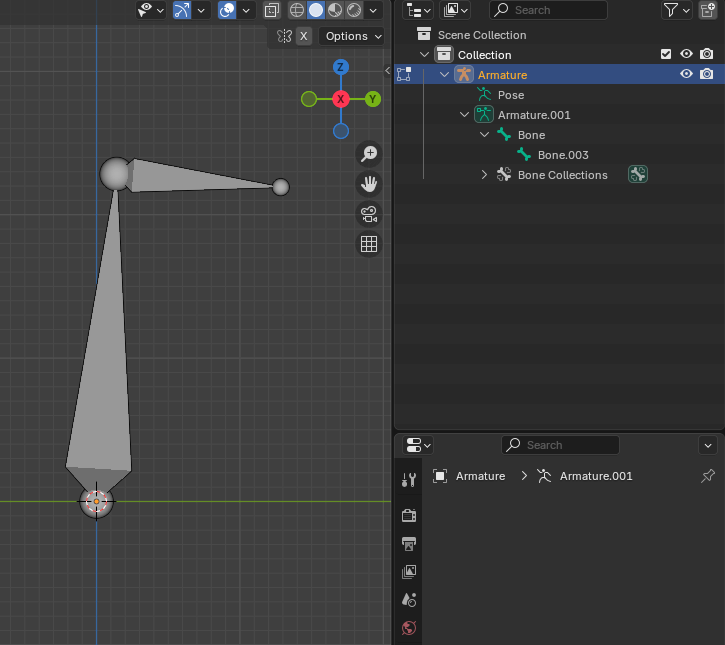 Search
X
Options
Scene Collection
Z
Collection
Armature
X
Y
Pose
Armature.001
Bone
Bone.003
Bone Collections
Search
Armature
Armature.001